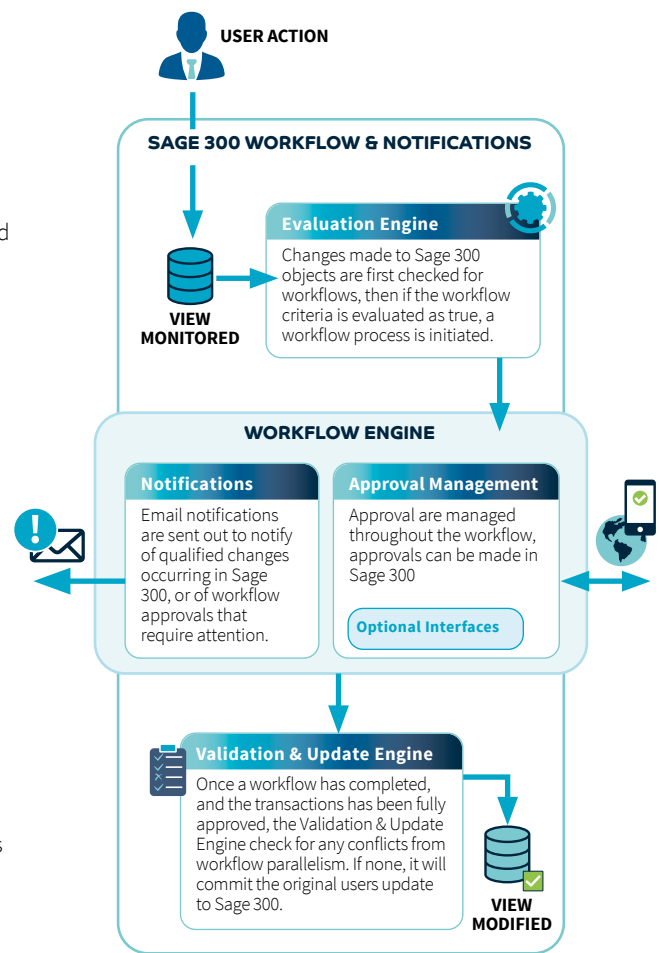 USER ACTION
SAGE 300 WORKFLOW & NOTIFICATIONS
d
Evaluation Engine
Changes made to Sage 300
objects are first checked for
workflows, then if the workflow
criteria is evaluated as true, a
workflow process is initiated.
VIEW
MONITORED
WORKFLOW ENGINE
Notifications
Email notifications
are sent out to notify
of qualified changes
occurring in Sage
300, or of workflow
approvals that
require attention.
Approval Management
Approval are managed
throughout the workflow,
approvals can be made in
Sage 300
Optional Interfaces
Validation & Update Engine
Once a workflow has completed,
and the transactions has been fully
approved, the Validation & Update
Engine check for any conflicts from
workflow parallelism. If none, it will
commit the original users update
to Sage 300.
s
VIEW
MODIFIED